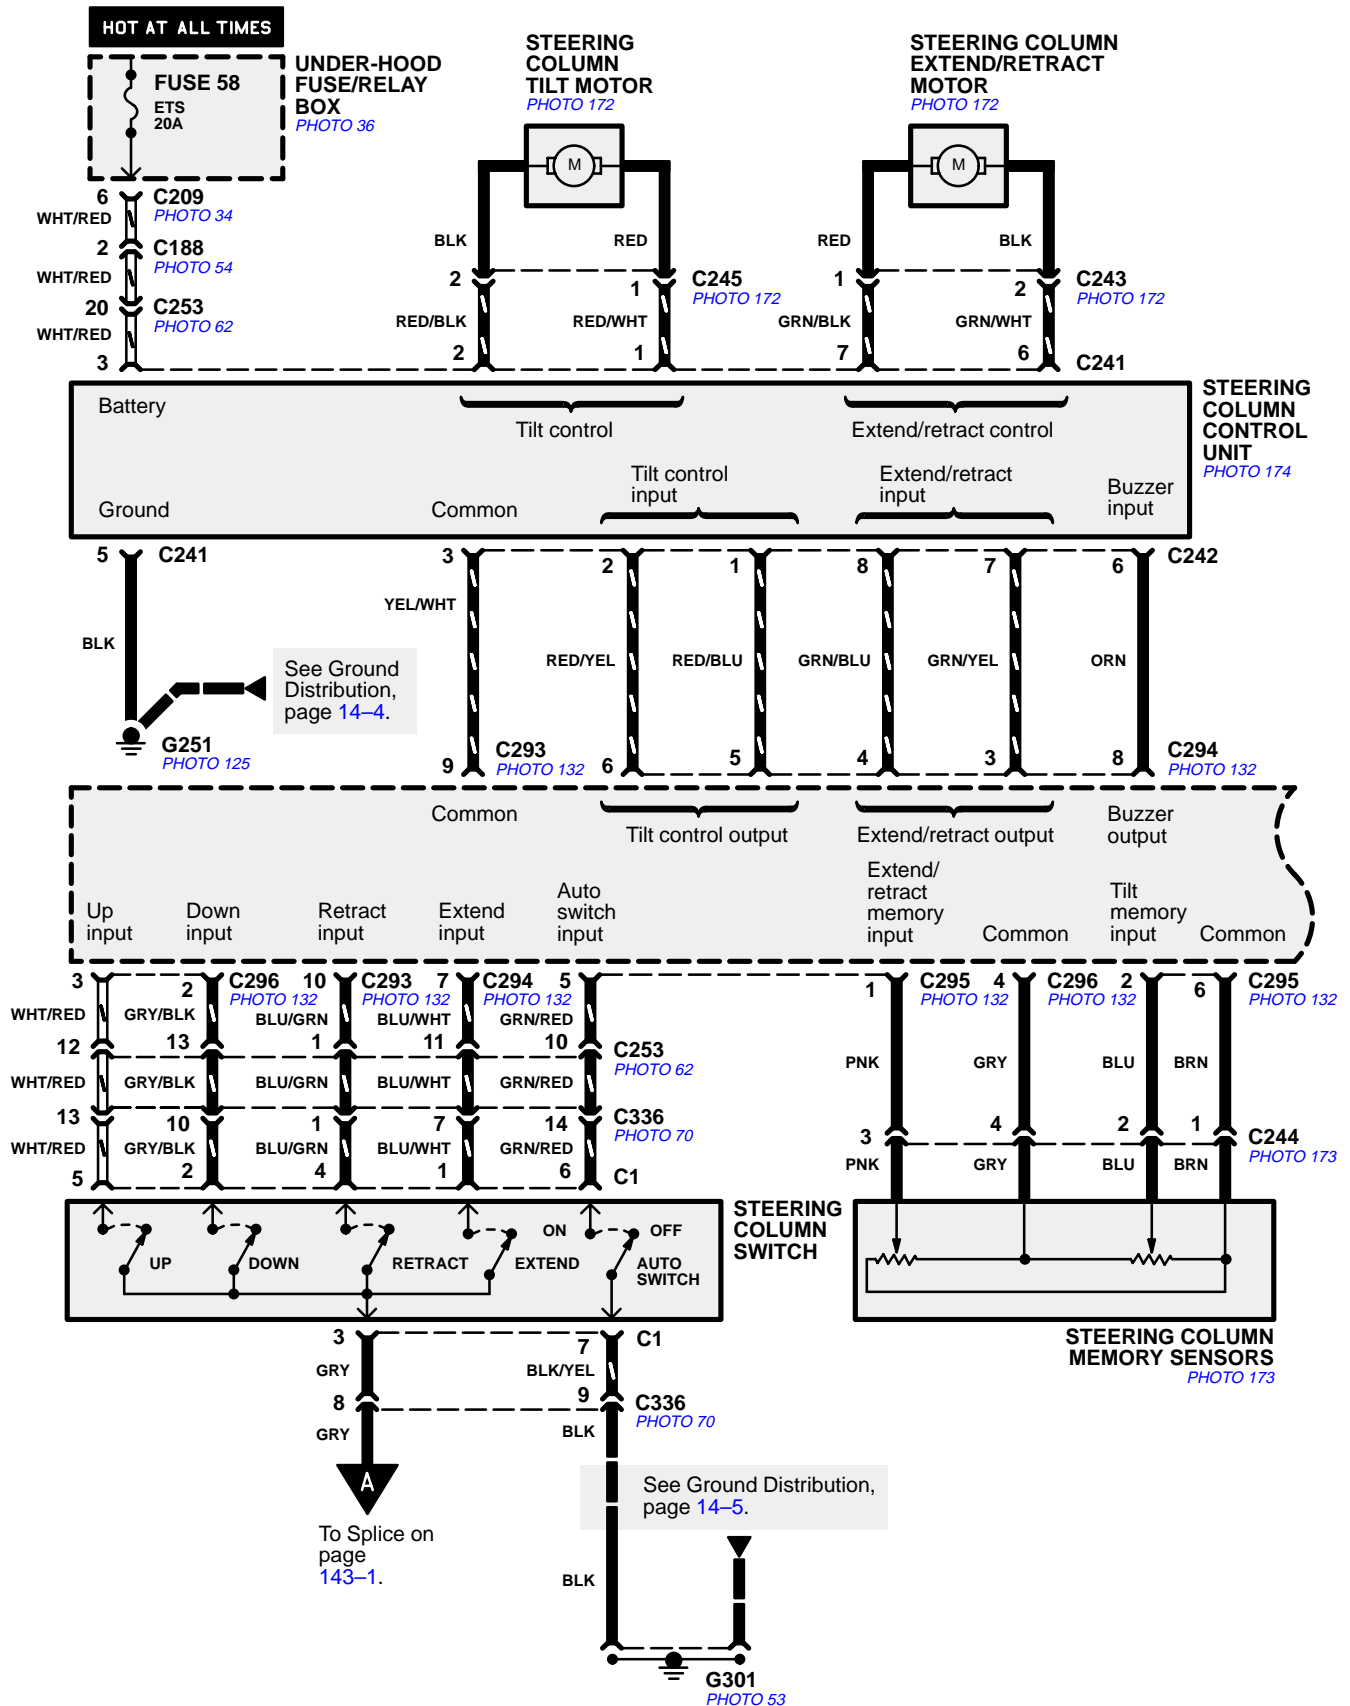 HOT AT ALL TIMES
FUSE 58
ETS
20A
UNDER-HOOD
FUSE/RELAY
BOX
PHOTO 36
STEERING
COLUMN
TILT MOTOR
PHOTO 172
STEERING COLUMN
EXTEND/RETRACT
MOTOR
PHOTO 172
M
M
6 C209
WHT/RED PHOTO 34
2 C188
PHOTO 54
WHT/RED
20 C253
PHOTO 62
WHT/RED
3
BLK RED RED BLK
2 1 C245 1 2 C243
PHOTO 172 PHOTO 172
RED/BLK RED/WHT GRN/BLK GRN/WHT
2 1 7 6 C241
Battery
Tilt control Extend/retract control
STEERING
COLUMN
CONTROL
UNIT
PHOTO 174
Tilt control
input
Extend/retract
input
Buzzer
input
Ground Common
5 C241 3 2 1 8 7 6 C242
YEL/WHT
BLK
RED/YEL RED/BLU GRN/BLU GRN/YEL ORN
See Ground
Distribution,
page 14–4.
G251
PHOTO 125
9 C293 6 5 4 3 8 C294
PHOTO 132 PHOTO 132
Common
Tilt control output Extend/retract output
Buzzer
output
Up
input
Down
input
Retract
input
Extend
input
Auto
switch
input
Extend/
retract
memory
input
Common
Tilt
memory
input
Common
3 2 C296 10 C293 7 C294 5 1 C295 4 C296 2 6 C295
PHOTO 132 PHOTO 132 PHOTO 132 PHOTO 132 PHOTO 132 PHOTO 132
WHT/RED GRY/BLK BLU/GRN BLU/WHT GRN/RED
12 13 1 11 10 C253
PHOTO 62
PNK GRY BLU BRN
WHT/RED GRY/BLK BLU/GRN BLU/WHT GRN/RED
13 10 1 7 14 C336
PHOTO 70
3 4 2 1 C244
PHOTO 173
WHT/RED GRY/BLK BLU/GRN BLU/WHT GRN/RED
PNK GRY BLU BRN
5 2 4 1 6 C1
UP DOWN RETRACT EXTEND
ON OFF
AUTO
SWITCH
STEERING
COLUMN
SWITCH
STEERING COLUMN
MEMORY SENSORS
PHOTO 173
3 7 C1
GRY BLK/YEL
8 9 C336
PHOTO 70
GRY BLK
A
To Splice on
page
143–1.
See Ground Distribution,
page 14–5.
BLK
G301
PHOTO 53